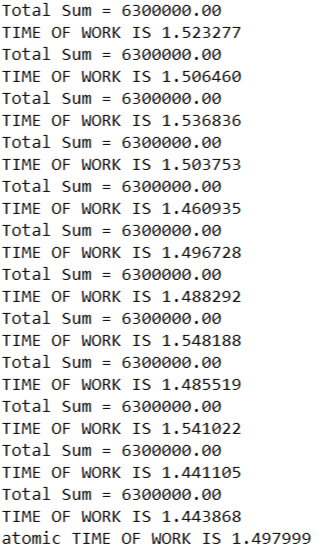 Total Sum = 6300000.00
TIME OF WORK IS 1.523277
Total Sum = 6300000.00
TIME OF WORK IS 1.506460
Total Sum = 6300000.00
TIME OF WORK IS 1.536836
Total Sum = 6300000.00
TIME OF WORK IS 1.503753
Total Sum = 6300000.00
TIME OF WORK IS 1.460935
Total Sum = 6300000.00
TIME OF WORK IS 1.496728
Total Sum = 6300000.00
TIME OF WORK IS 1.488292
Total Sum = 6300000.00
TIME OF WORK IS 1.548188
Total Sum = 6300000.00
TIME OF WORK IS 1.485519
Total Sum = 6300000.00
TIME OF WORK IS 1.541022
Total Sum = 6300000.00
TIME OF WORK IS 1.441105
Total Sum = 6300000.00
TIME OF WORK IS 1.443868
atomic TIME OF WORK IS 1.497999